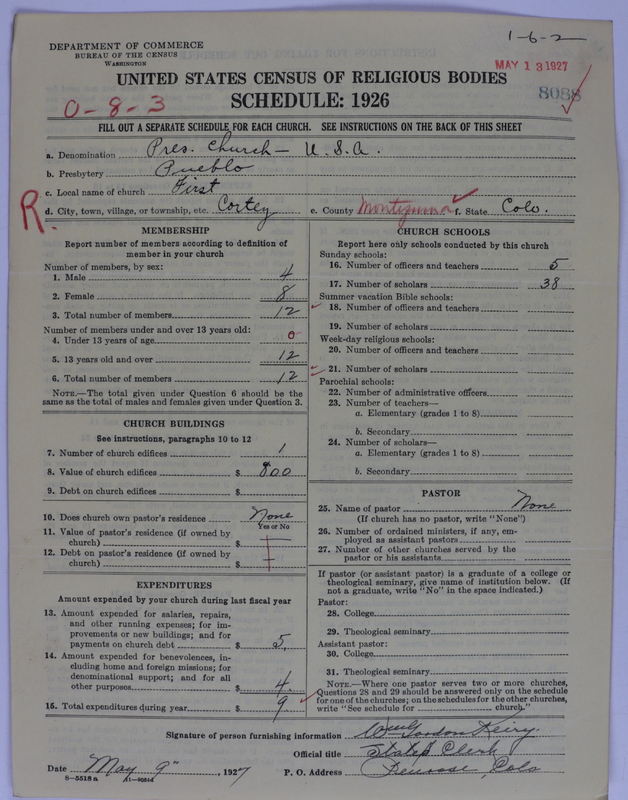 1-6-2
DEPARTMENT OF COMMERCE
BUREAU OF THE CENSUS
WASHINGTON
MAY 13 1927
8088
UNITED STATES CENSUS OF RELIGIOUS BODIES
0-8-3
SCHEDULE: 1926
FILL OUT A SEPARATE SCHEDULE FOR EACH CHURCH. SEE INSTRUCTIONS ON THE BACK OF THIS SHEET
a. Denomination Pres. Church - U.S.A.
b. Presbytery Pueblo
c. Local name of church First
R.
d. City, town, village, or township, etc. Cortez e. County Montezuma f. State Colo.
MEMBERSHIP
Report number of members according to definition of
member in your church
Number of members, by sex:
1. Male 4
2. Female 8
3. Total number of members 12
Number of members under and over 13 years old:
4. Under 13 years of age 0
5. 13 years old and over 12
6. Total number of members 12
NOTE.—The total given under Question 6 should be
same as the total of males and females given under Question 3.
CHURCH BUILDINGS
See instructions, paragraphs 10 to 12
7. Number of church edifices 1
8. Value of church edifices $ 800
9. Debt on church edifices $
10. Does church own pastor's residence None
Yes or No
11. Value of pastor's residence (if owned by
church) $
12. Debt on pastor's residence (if owned by
church) $
EXPENDITURES
Amount expended by your church during last fiscal year
13. Amount expended for salaries, repairs,
and other running expenses; for im-
provements or new buildings; and for
payments on church debt $ 5.
14. Amount expended for benevolences, in-
cluding home and foreign missions; for
denominational support; and for all
other purposes $ 4.
15. Total expenditures during year $ 9.
CHURCH SCHOOLS
Report here only schools conducted by this church
Sunday schools:
16. Number of officers and teachers 5
17. Number of scholars 38
Summer vacation Bible schools:
18. Number of officers and teachers
19. Number of scholars
Week-day religious schools:
20. Number of officers and teachers
21. Number of scholars
Parochial schools:
22. Number of administrative officers
23. Number of teachers—
a. Elementary (grades 1 to 8)
b. Secondary
24. Number of scholars—
a. Elementary (grades 1 to 8)
b. Secondary
PASTOR
25. Name of pastor None
(If church has no pastor, write "None")
26. Number of ordained ministers, if any, em-
ployed as assistant pastors
27. Number of other churches served by the
pastor or his assistants
If pastor (or assistant pastor) is a graduate of a college or
theological seminary, give name of institution below. (If
not a graduate, write "No" in the space indicated.)
Pastor:
28. College
29. Theological seminary
Assistant pastor:
30. College
31. Theological seminary
NOTE.—Where one pastor serves two or more churches,
Questions 28 and 29 should be answered only on the schedule
for one of the churches; on the schedules for the other churches,
write "See schedule for church."
Signature of person furnishing information Gordon
Official title Stated Clerk
Date May 9" , 1927 P. O. Address Penrose, Colo
8-5518a